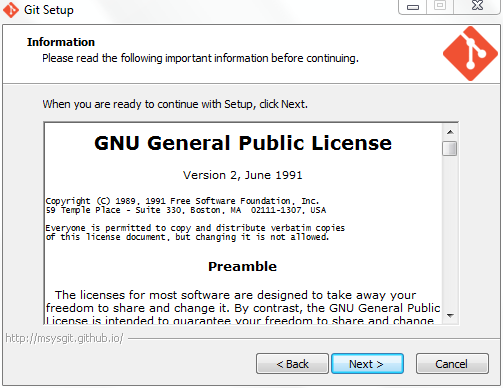 Git Setup
Information
Please read the following important information before continuing.
When you are ready to continue with Setup, click Next.
GNU General Public License
Version 2, June 1991
Copyright (C) 1989, 1991 Free Software Foundation, Inc.
59 Temple Place - Suite 330, Boston, MA  02111-1307, USA
Everyone is permitted to copy and distribute verbatim copies
of this license document, but changing it is not allowed.
Preamble
The licenses for most software are designed to take away your
freedom to share and change it. By contrast, the GNU General Public
License is intended to guarantee your freedom to share and change
http://msysgit.github.io/
< Back
Next >
Cancel